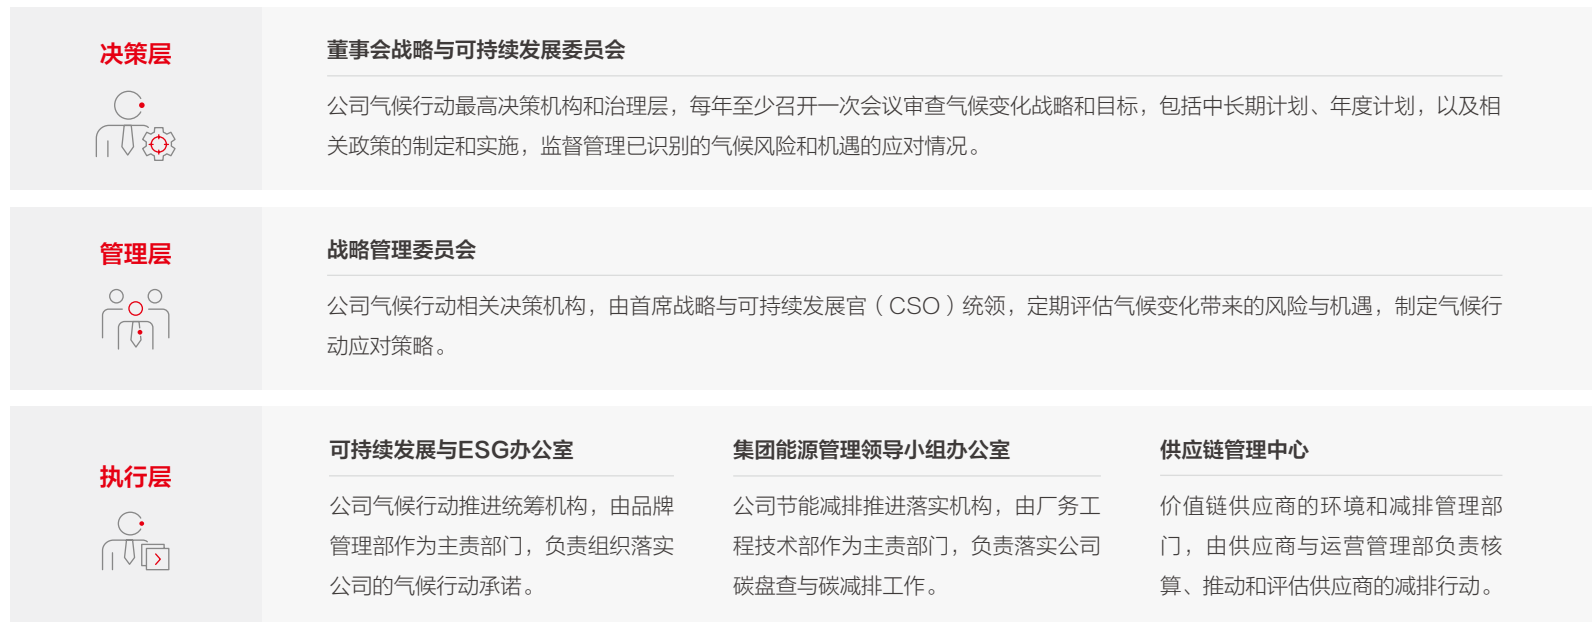 决策层
董事会战略与可持续发展委员会
公司气候行动最高决策机构和治理层，每年至少召开一次会议审查气候变化战略和目标，包括中长期计划、年度计划，以及相
关政策的制定和实施，监督管理已识别的气候风险和机遇的应对情况。
管理层
战略管理委员会
公司气候行动相关决策机构，由首席战略与可持续发展官（CSO）统领，定期评估气候变化带来的风险与机遇，制定气候行
动应对策略。
执行层
可持续发展与ESG办公室
公司气候行动推进统筹机构，由品牌
管理部作为主责部门，负责组织落实
公司的气候行动承诺。
集团能源管理领导小组办公室
公司节能减排推进落实机构，由厂务工
程技术部作为主责部门，负责落实公司
碳盘查与碳减排工作。
供应链管理中心
价值链供应商的环境和减排管理部
门，由供应商与运营管理部负责核
算、推动和评估供应商的减排行动。